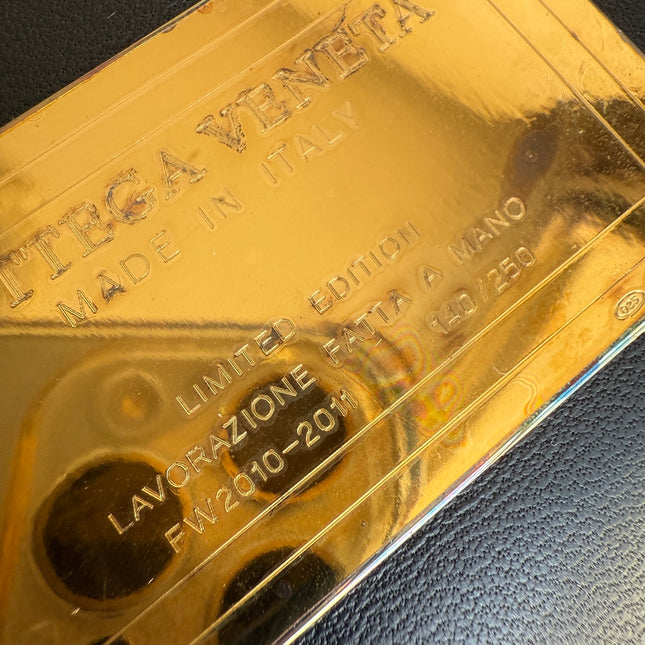 TTEGA VENETA
MADE IN ITALY
LIMITED EDITION
LAVORAZIONE FATTA A MANO
FW2010-2011 140/250
925